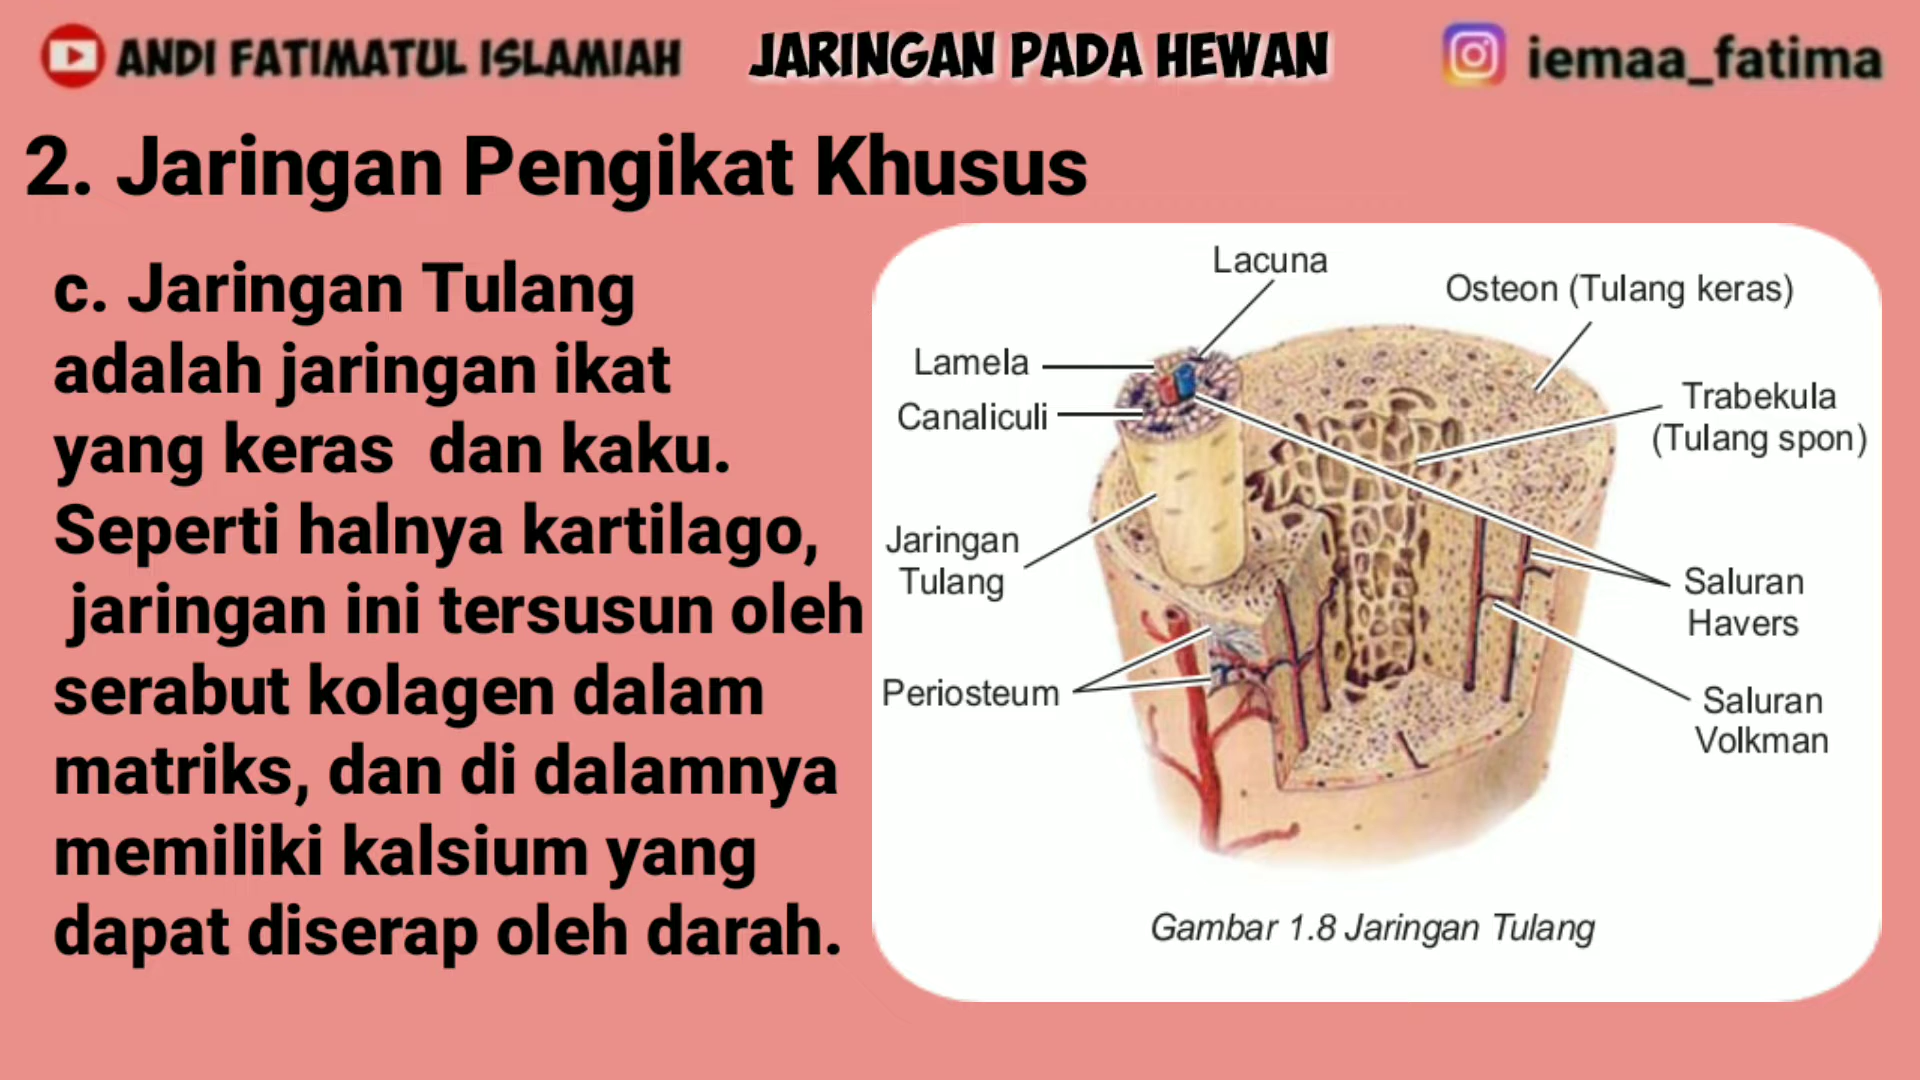 ANDI FATIMATUL ISLAMIAH
JARINGAN PADA HEWAN
iemaa_fatima
2. Jaringan Pengikat Khusus
c. Jaringan Tulang
adalah jaringan ikat
yang keras dan kaku.
Seperti halnya kartilago,
jaringan ini tersusun oleh
serabut kolagen dalam
matriks, dan di dalamnya
memiliki kalsium yang
dapat diserap oleh darah.
Lacuna
Osteon (Tulang keras)
Lamela
Canaliculi
Trabekula
(Tulang spon)
Jaringan
Tulang
Saluran
Havers
Periosteum
Saluran
Volkman
Gambar 1.8 Jaringan Tulang